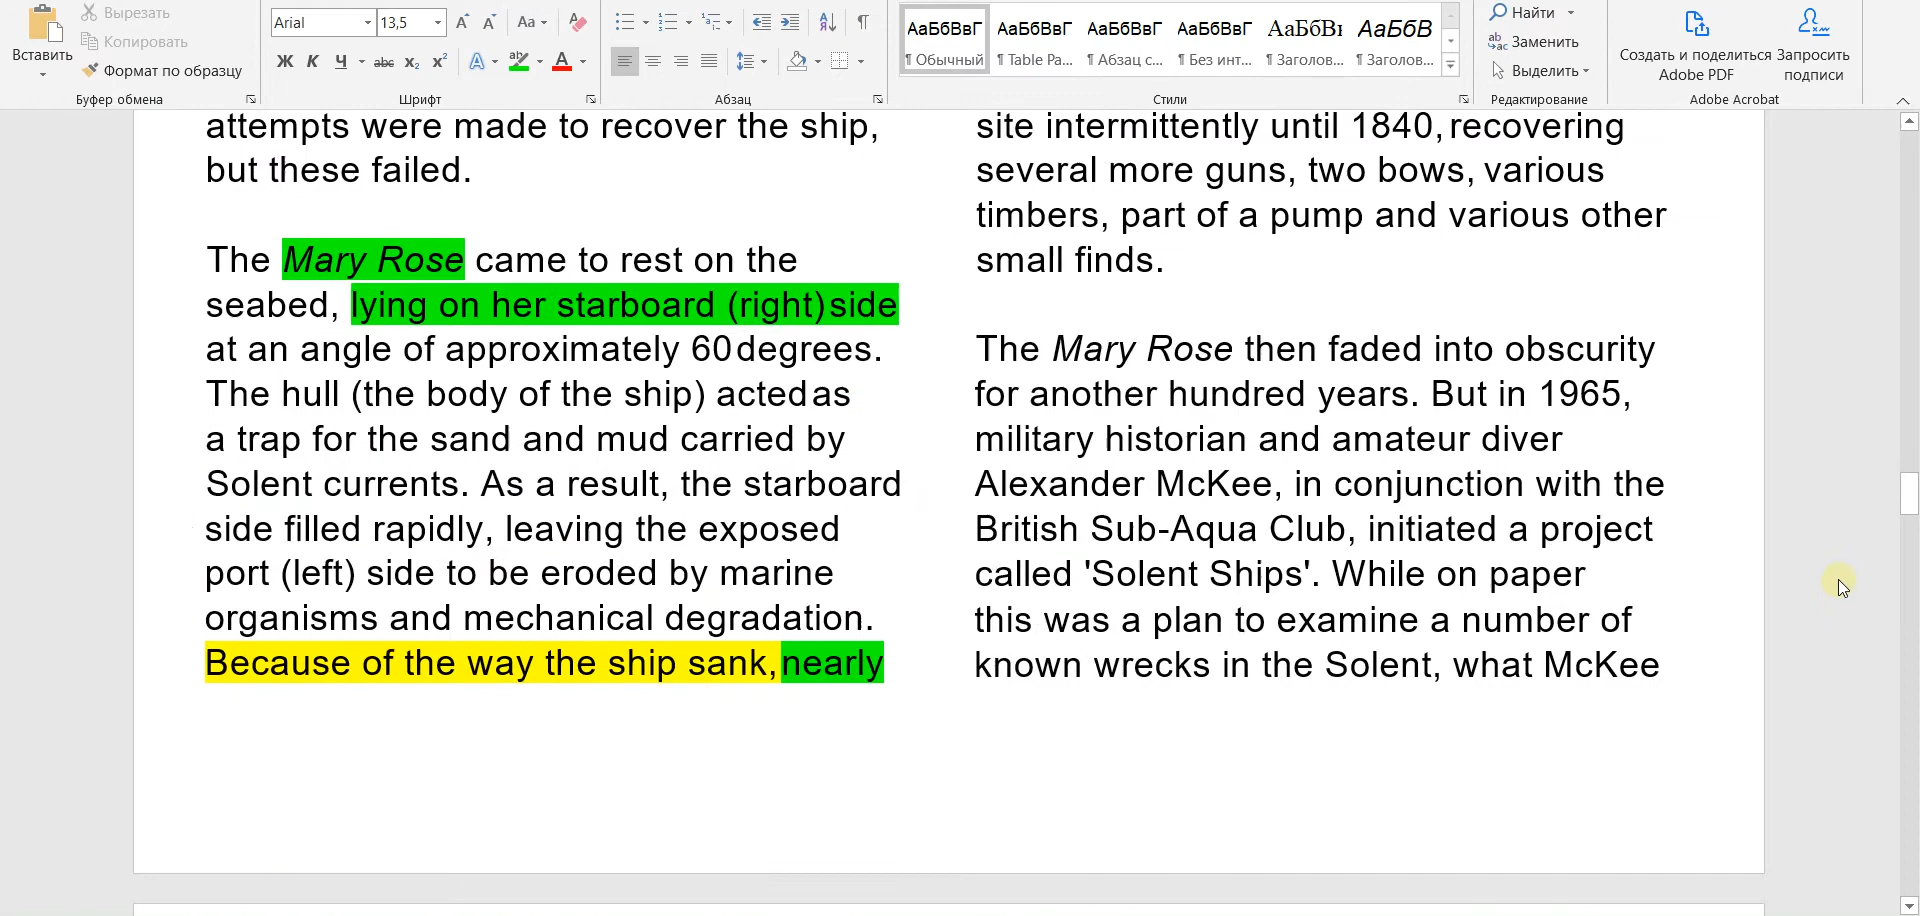 Вставить
Вырезать
Копировать
Формат по образцу
Буфер обмена
Arial
13,5
Aa
Ж К Ч abc x₂ x²
A ab A
Шрифт
Абзац
АаБбВвГ АаБбВвГ АаБбВвГ АаБбВвГ АаБбВı АаБбВ
¶ Обычный ¶ Table Pa... ¶ Абзац с... ¶ Без инт... ¶ Заголов... ¶ Заголов...
Стили
Найти
Заменить
Выделить
Редактирование
Создать и поделиться
Adobe PDF
Запросить
подписи
Adobe Acrobat
attempts were made to recover the ship,
but these failed.
The Mary Rose came to rest on the
seabed, lying on her starboard (right) side
at an angle of approximately 60 degrees.
The hull (the body of the ship) acted as
a trap for the sand and mud carried by
Solent currents. As a result, the starboard
side filled rapidly, leaving the exposed
port (left) side to be eroded by marine
organisms and mechanical degradation.
Because of the way the ship sank, nearly
site intermittently until 1840, recovering
several more guns, two bows, various
timbers, part of a pump and various other
small finds.
The Mary Rose then faded into obscurity
for another hundred years. But in 1965,
military historian and amateur diver
Alexander McKee, in conjunction with the
British Sub-Aqua Club, initiated a project
called 'Solent Ships'. While on paper
this was a plan to examine a number of
known wrecks in the Solent, what McKee